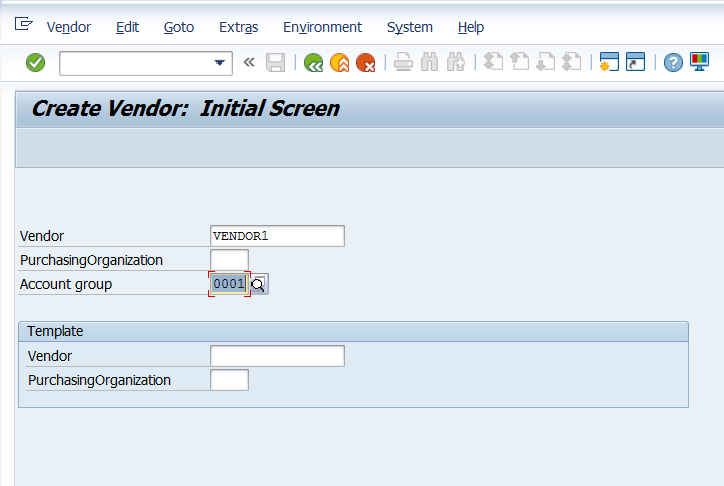 Vendor Edit Goto Extras Environment System Help
Create Vendor: Initial Screen
Vendor VENDOR1
PurchasingOrganization
Account group 0001
Template
Vendor
PurchasingOrganization